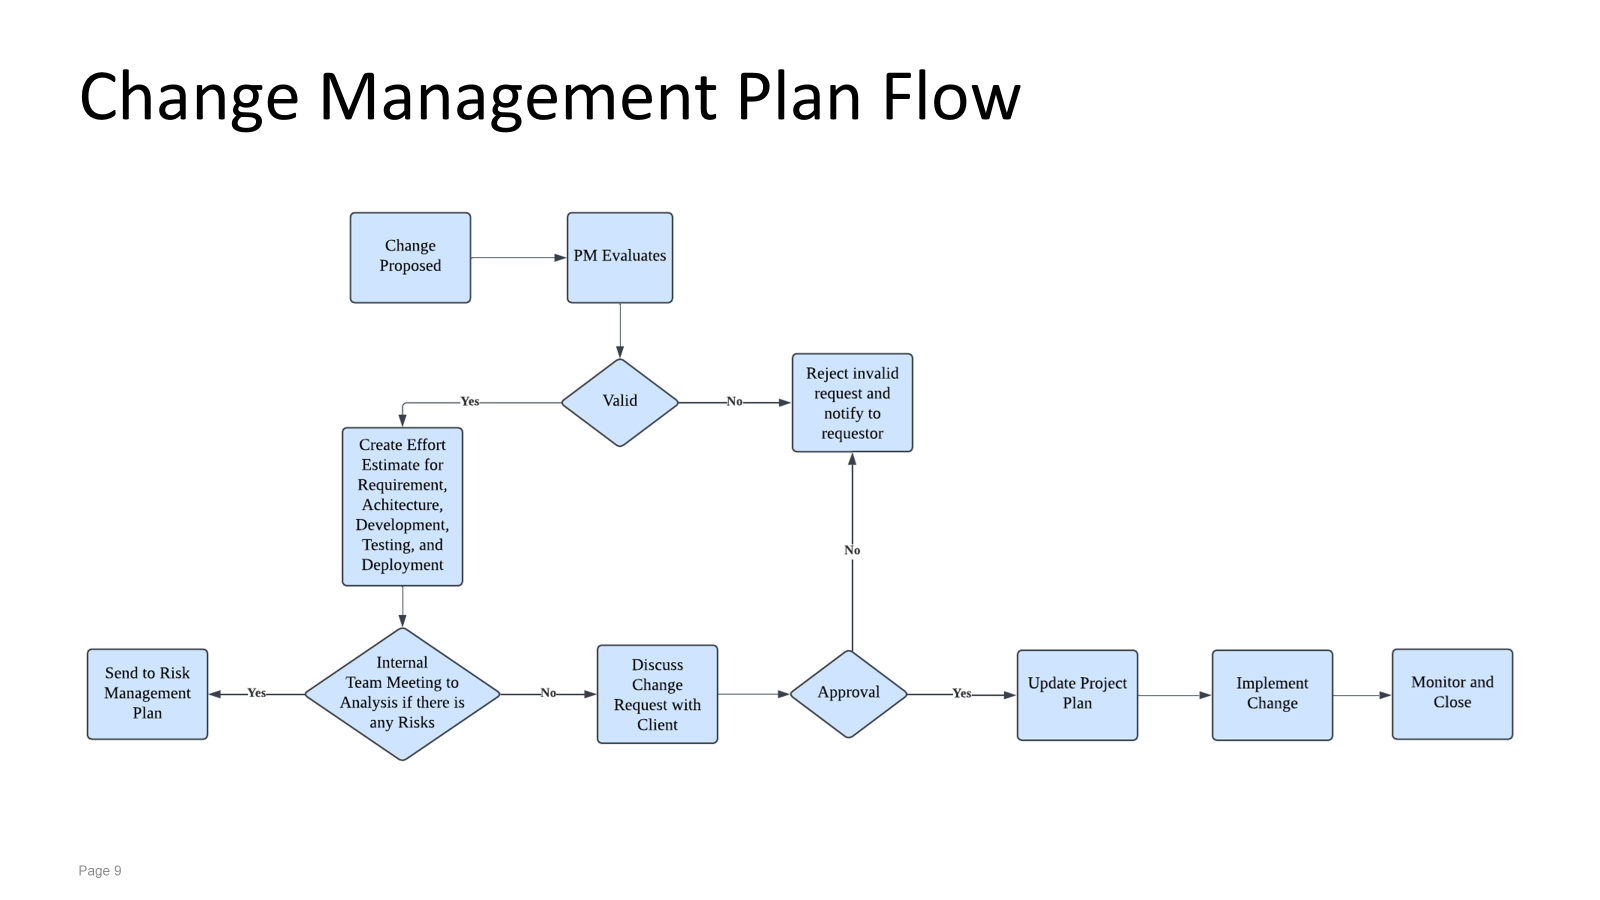 Change Management Plan Flow
Change
Proposed
PM Evaluates
Valid
Yes
No
Reject invalid
request and
notify to
requestor
Create Effort
Estimate for
Requirement,
Achitecture,
Development,
Testing, and
Deployment
No
Send to Risk
Management
Plan
Yes
Internal
Team Meeting to
Analysis if there is
any Risks
No
Discuss
Change
Request with
Client
Approval
Yes
Update Project
Plan
Implement
Change
Monitor and
Close
Page 9